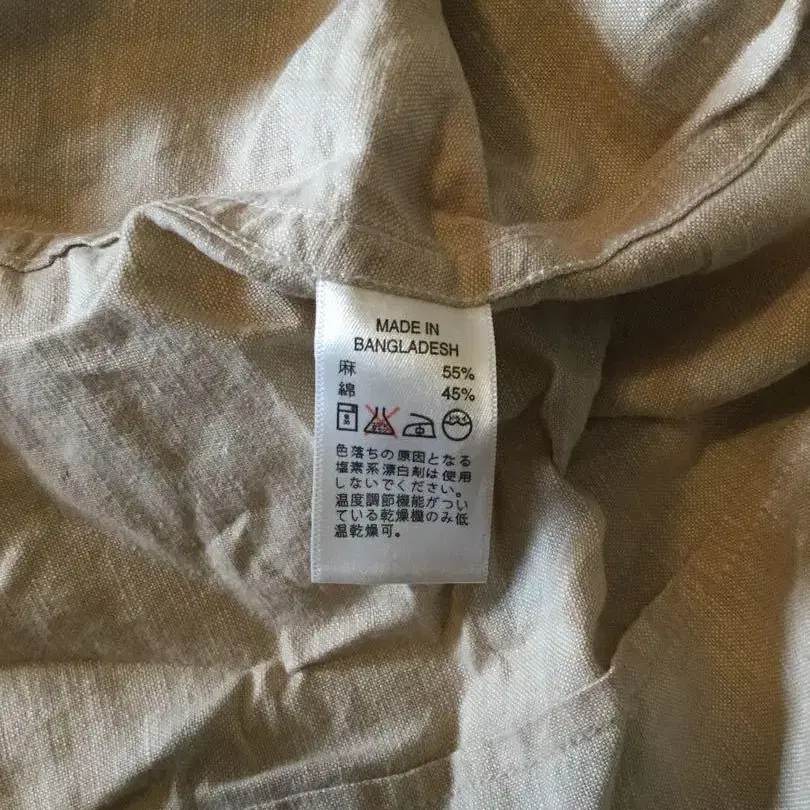 MADE IN
BANGLADESH
麻 55%
綿 45%
色落ちの原因となる
塩素系漂白剤は使用
しないでください。
温度調節機能がつい
ている乾燥機のみ低
温乾燥可。